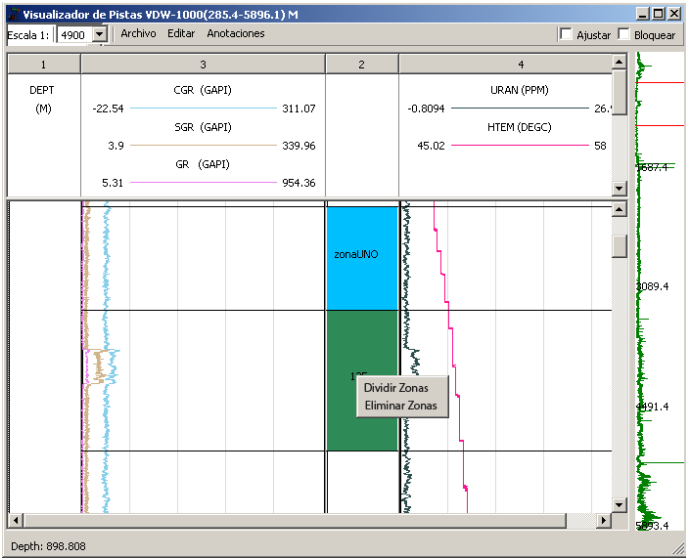 Visualizador de Pistas VDW-1000(285.4-5896.1) M
Escala 1: 4900 Archivo Editar Anotaciones Ajustar Bloquear
1 3 2 4
DEPT CGR (GAPI) URAN (PPM)
(M) -22.54 311.07 -0.8094 26.
SGR (GAPI) HTEM (DEGC)
3.9 339.96 45.02 58
GR (GAPI)
5.31 954.36
687.4
zonaUNO
3089.4
Dividir Zonas
Eliminar Zonas
4491.4
5893.4
Depth: 898.808